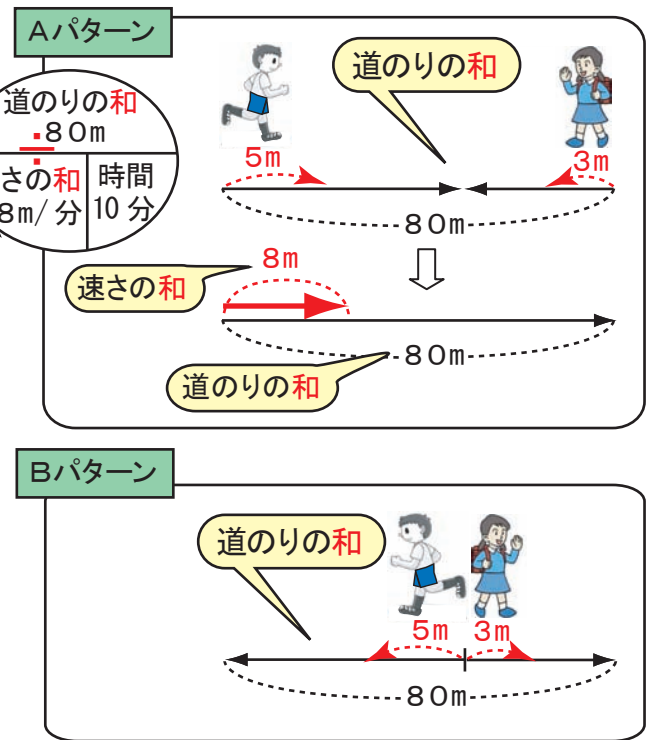 Aパターン
道のりの和
80m
さの和
8m/分
時間
10分
道のりの和
5m
3m
80m
8m
速さの和
80m
道のりの和
Bパターン
道のりの和
5m
3m
80m